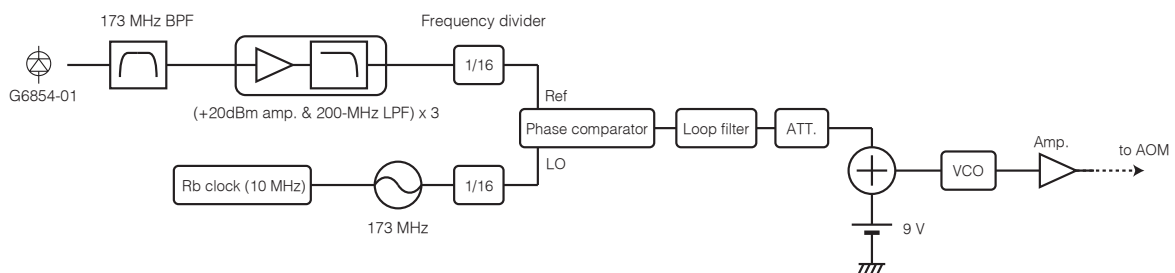 173 MHz BPF
Frequency divider
1/16
G6854-01
(+20dBm amp. & 200-MHz LPF) x 3
Ref
Phase comparator
Loop filter
ATT.
LO
Rb clock (10 MHz)
1/16
173 MHz
Amp.
to AOM
VCO
9 V